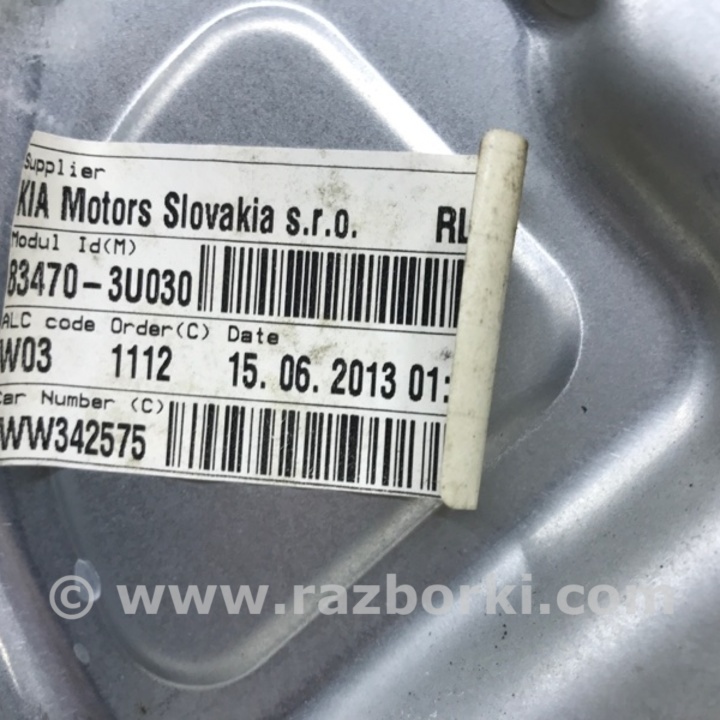 Supplier
KIA Motors Slovakia s.r.o. RL
Modul Id(M)
83470-3U030
ALC code Order(C) Date
W03 1112 15. 06. 2013 01:
Car Number (C)
WW342575
© www.razborki.com